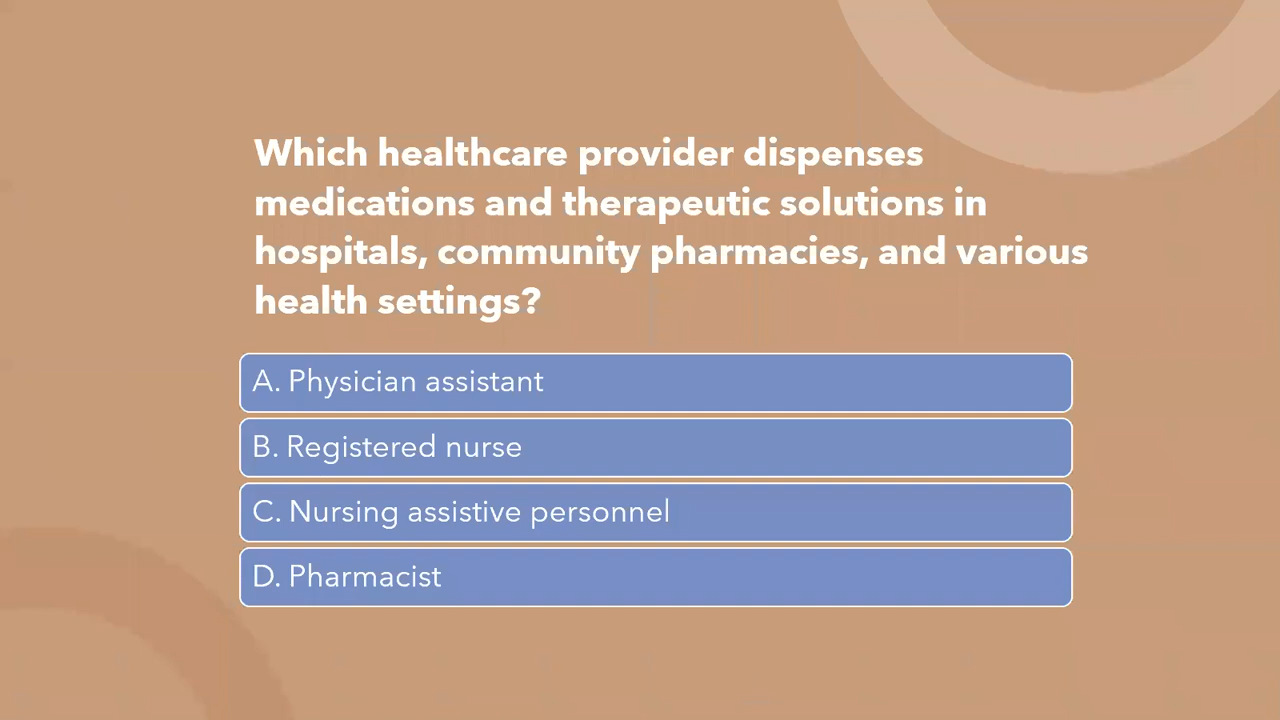 Which healthcare provider dispenses
medications and therapeutic solutions in
hospitals, community pharmacies, and various
health settings?
A. Physician assistant
B. Registered nurse
C. Nursing assistive personnel
D. Pharmacist